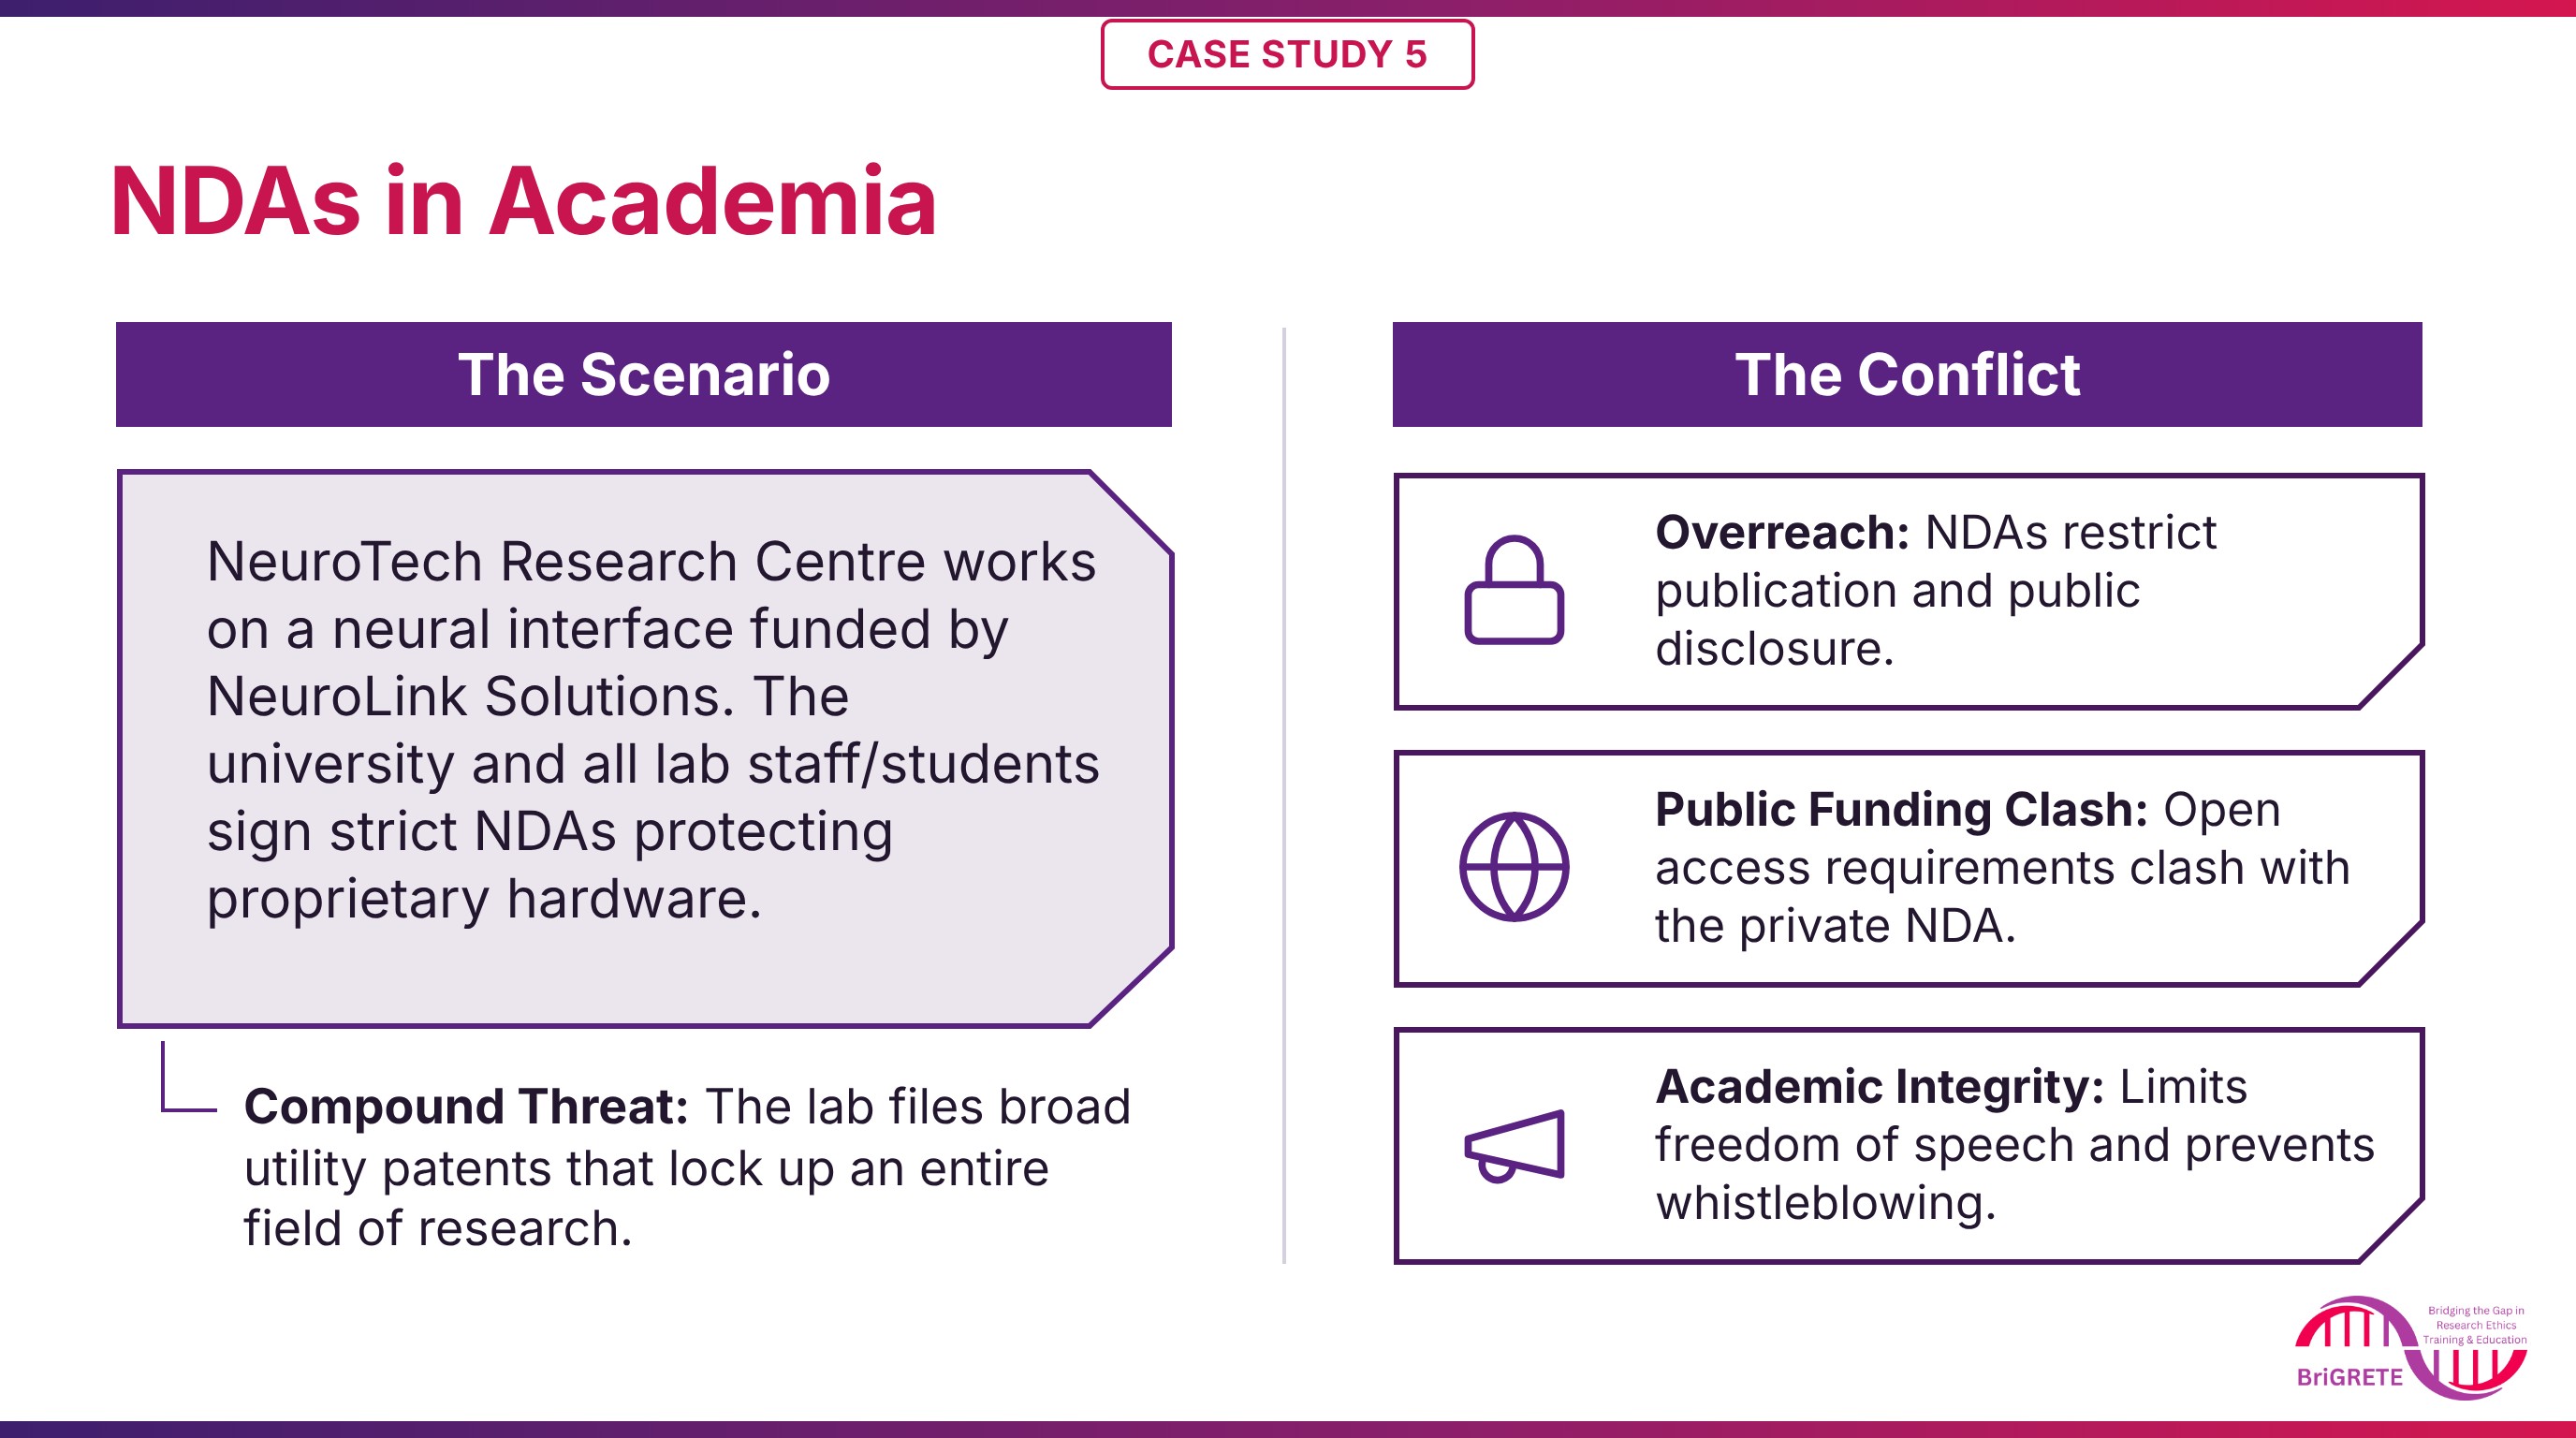 CASE STUDY 5
NDAs in Academia
The Scenario
NeuroTech Research Centre works
on a neural interface funded by
NeuroLink Solutions. The
university and all lab staff/students
sign strict NDAs protecting
proprietary hardware.
Compound Threat: The lab files broad
utility patents that lock up an entire
field of research.
The Conflict
Overreach: NDAs restrict
publication and public
disclosure.
Public Funding Clash: Open
access requirements clash with
the private NDA.
Academic Integrity: Limits
freedom of speech and prevents
whistleblowing.
Bridging the Gap in
Research Ethics
Training & Education
BriGRETE